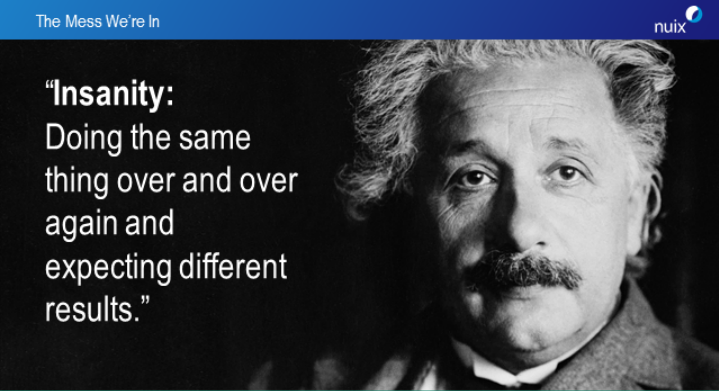 The Mess We're In
nuix
“Insanity:
Doing the same
thing over and over
again and
expecting different
results.”